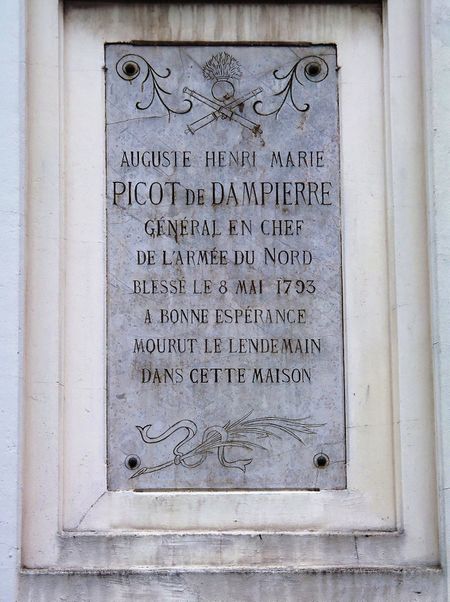 AUGUSTE HENRI MARIE
PICOT DE DAMPIERRE
GÉNÉRAL EN CHEF
DE L'ARMÉE DU NORD
BLESSÉ LE 8 MAI 1793
A BONNE ESPÉRANCE
MOURUT LE LENDEMAIN
DANS CETTE MAISON